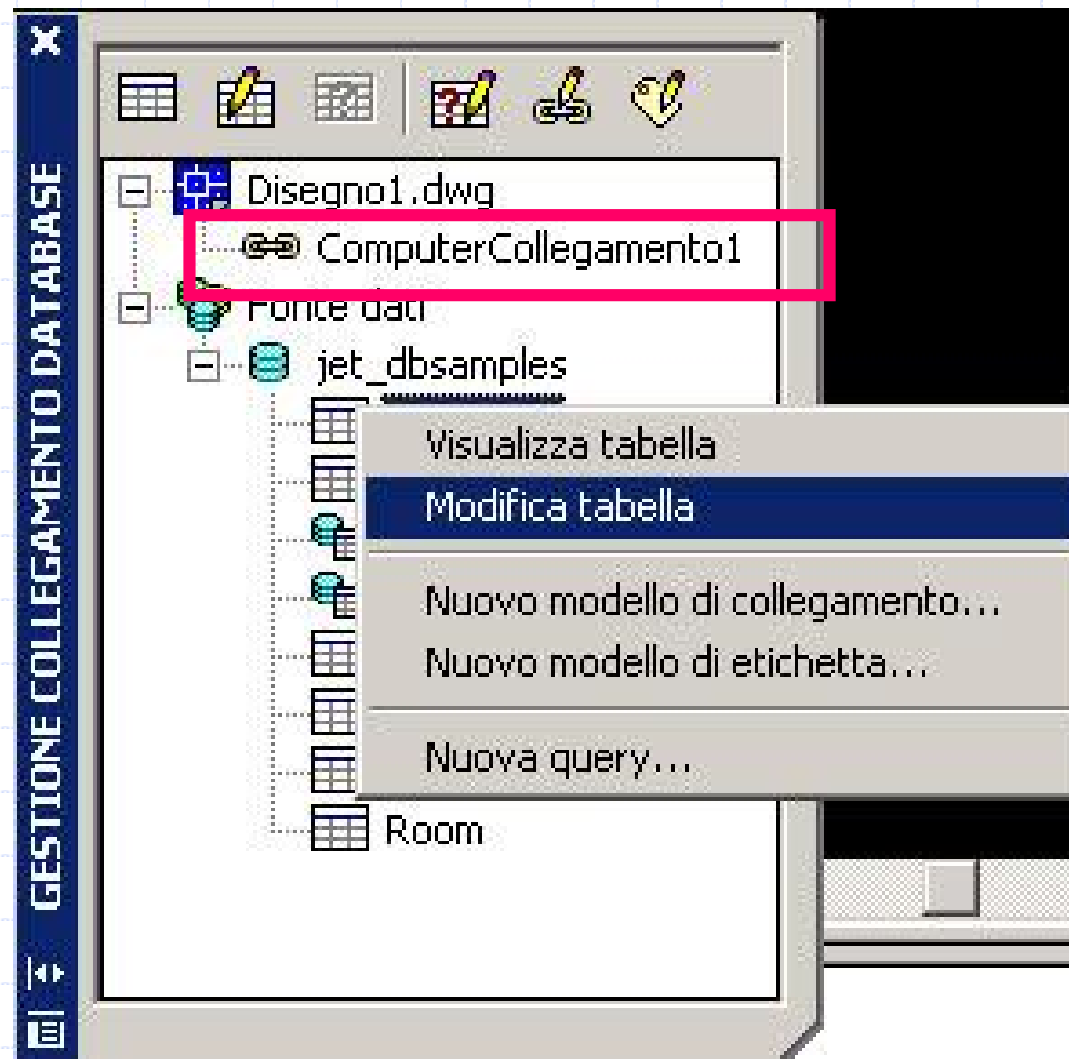 GESTIONE COLLEGAMENTO DATABASE
Disegno1.dwg
ComputerCollegamento1
Fonte dati
jet_dbsamples
Visualizza tabella
Modifica tabella
Nuovo modello di collegamento...
Nuovo modello di etichetta...
Nuova query...
Room